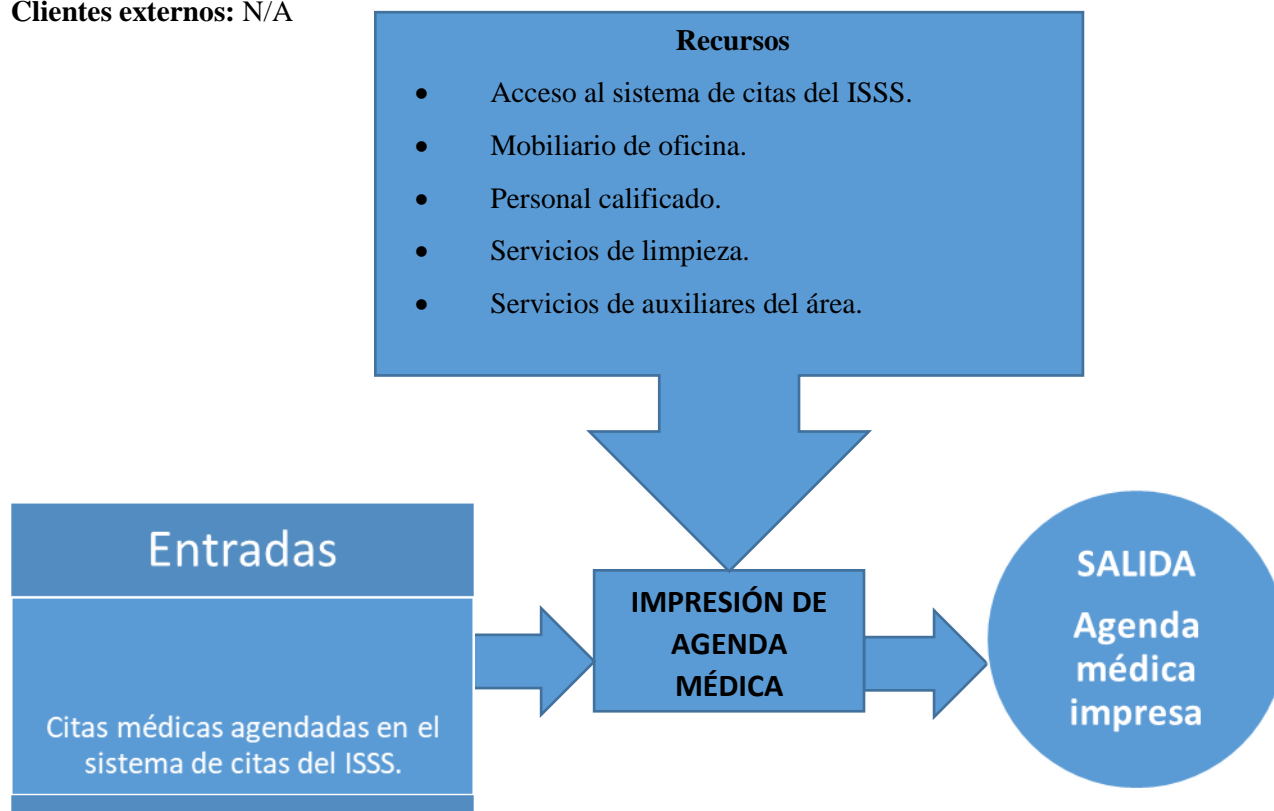 Clientes externos: N/A
Recursos
• Acceso al sistema de citas del ISSS.
• Mobiliario de oficina.
• Personal calificado.
• Servicios de limpieza.
• Servicios de auxiliares del área.
Entradas
Citas médicas agendadas en el
sistema de citas del ISSS.
IMPRESIÓN DE
AGENDA
MÉDICA
SALIDA
Agenda
médica
impresa